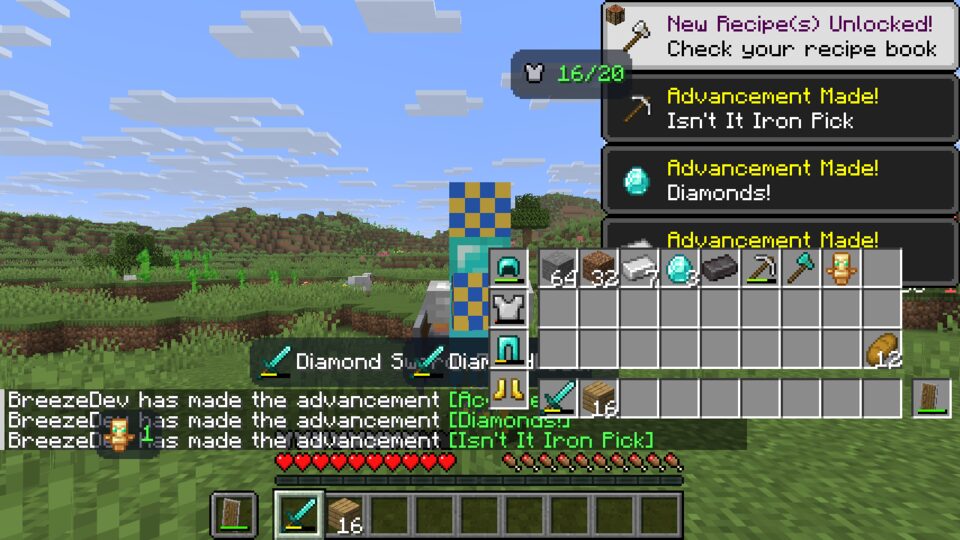 New Recipe(s) Unlocked!
Check your recipe book
16/20
Advancement Made!
Isn't It Iron Pick
Advancement Made!
Diamonds!
Advancement Made!
64
32
7
3
Diamond
12
16
BreezeDev has made the advancement
BreezeDev has made the advancement [Diamonds!]
has made the advancement [Isn't It Iron Pick]
1
16